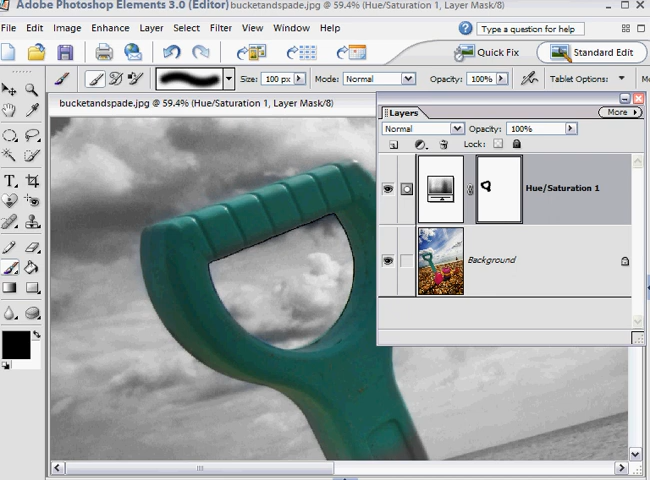 Adobe Photoshop Elements 3.0 (Editor) bucketandspade.jpg @ 59.4% (Hue/Saturation 1, Layer Mask/8)
File Edit Image Enhance Layer Select Filter View Window Help Type a question for help
Quick Fix Standard Edit
Size: 100 px Mode: Normal Opacity: 100% Tablet Options: Mo
bucketandspade.jpg @ 59.4% (Hue/Saturation 1, Layer Mask/8)
Layers More
Normal Opacity: 100%
Lock:
Hue/Saturation 1
Background
T